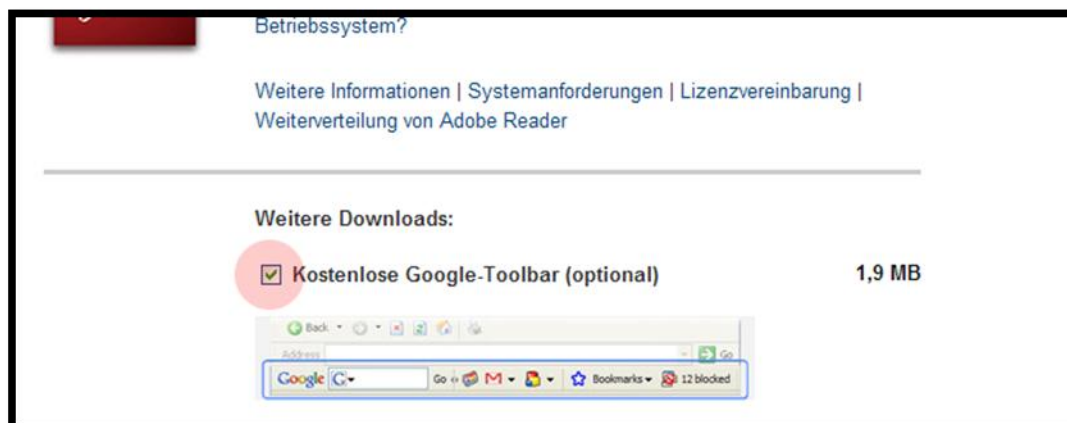 Betriebssystem?
Weitere Informationen | Systemanforderungen | Lizenzvereinbarung |
Weiterverteilung von Adobe Reader
Weitere Downloads:
Kostenlose Google-Toolbar (optional) 1,9 MB
Back
Address Go
Google G Go Bookmarks 12 blocked